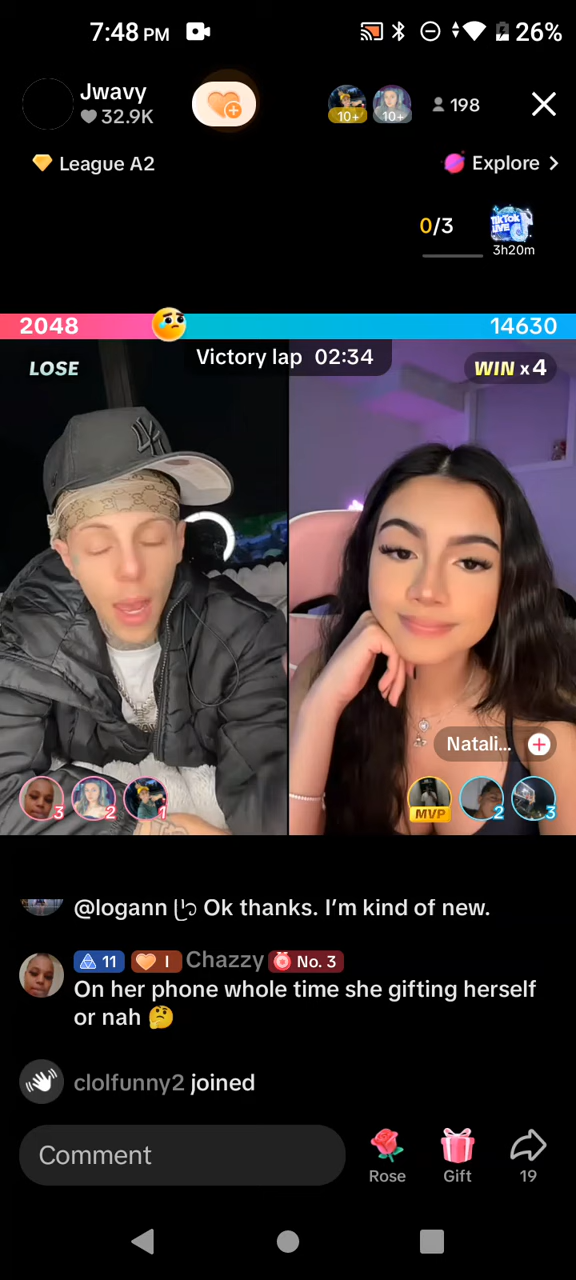 7:48 PM 26%
Jwavy
32.9K
10+ 10+ 198
League A2
Explore >
0/3
TikTok LIVE
3h20m
2048 14630
LOSE
Victory lap 02:34
WIN x4
Natali...
3 2 1
MVP 2 3
@logann Ok thanks. I’m kind of new.
11 I Chazzy No. 3
On her phone whole time she gifting herself
or nah 🤔
clolfunny2 joined
Comment
Rose Gift 19